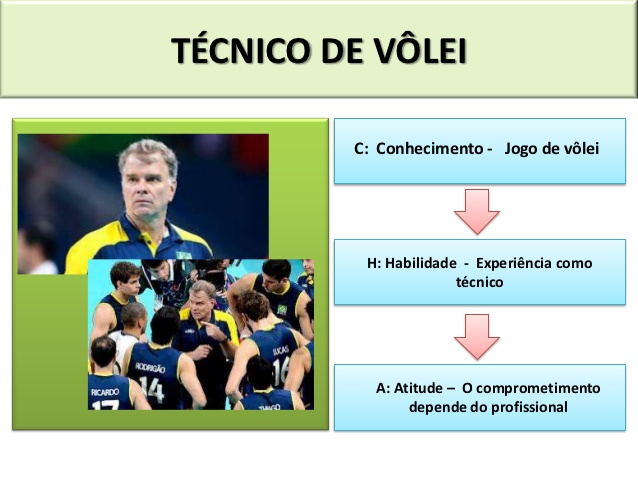 TÉCNICO DE VÔLEI
C: Conhecimento - Jogo de vôlei
H: Habilidade - Experiência como
técnico
A: Atitude – O comprometimento
depende do profissional
RODRIGÃO
14
LUCAS
16
RICARDO
17
THIAGO